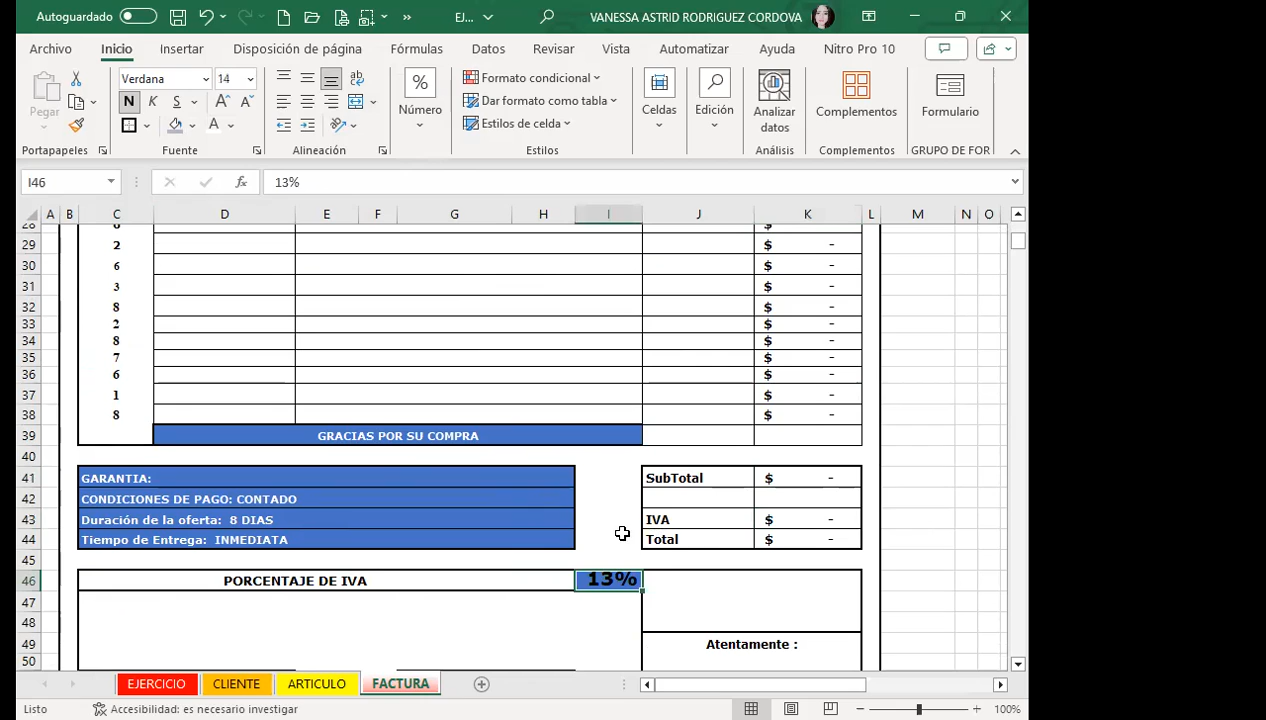 Autoguardado EJ... VANESSA ASTRID RODRIGUEZ CORDOVA
Archivo Inicio Insertar Disposición de página Fórmulas Datos Revisar Vista Automatizar Ayuda Nitro Pro 10
Pegar Verdana 14 Número Formato condicional Celdas Edición Analizar datos Complementos Formulario
N K S Dar formato como tabla
A Estilos de celda
Portapapeles Fuente Alineación Estilos Análisis Complementos GRUPO DE FOR
I46 fx 13%
A B C D E F G H I J K L M N O
28 6 $ -
29 2 $ -
30 6 $ -
31 3 $ -
32 8 $ -
33 2 $ -
34 8 $ -
35 7 $ -
36 6 $ -
37 1 $ -
38 8 $ -
39 GRACIAS POR SU COMPRA
40
41 GARANTIA: SubTotal $ -
42 CONDICIONES DE PAGO: CONTADO
43 Duración de la oferta: 8 DIAS IVA $ -
44 Tiempo de Entrega: INMEDIATA Total $ -
45
46 PORCENTAJE DE IVA 13%
47
48
49 Atentamente :
50
EJERCICIO CLIENTE ARTICULO FACTURA
Listo Accesibilidad: es necesario investigar 100%